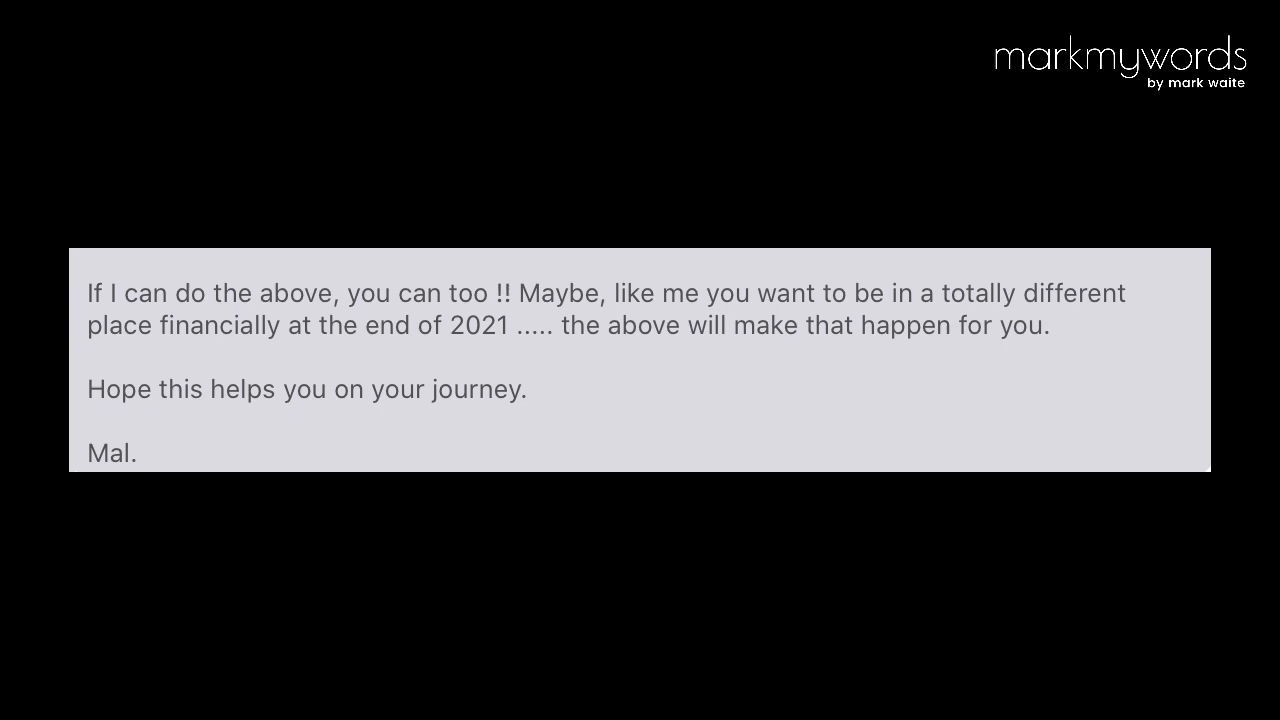 markmywords
by mark waite
If I can do the above, you can too !! Maybe, like me you want to be in a totally different
place financially at the end of 2021 ..... the above will make that happen for you.
Hope this helps you on your journey.
Mal.